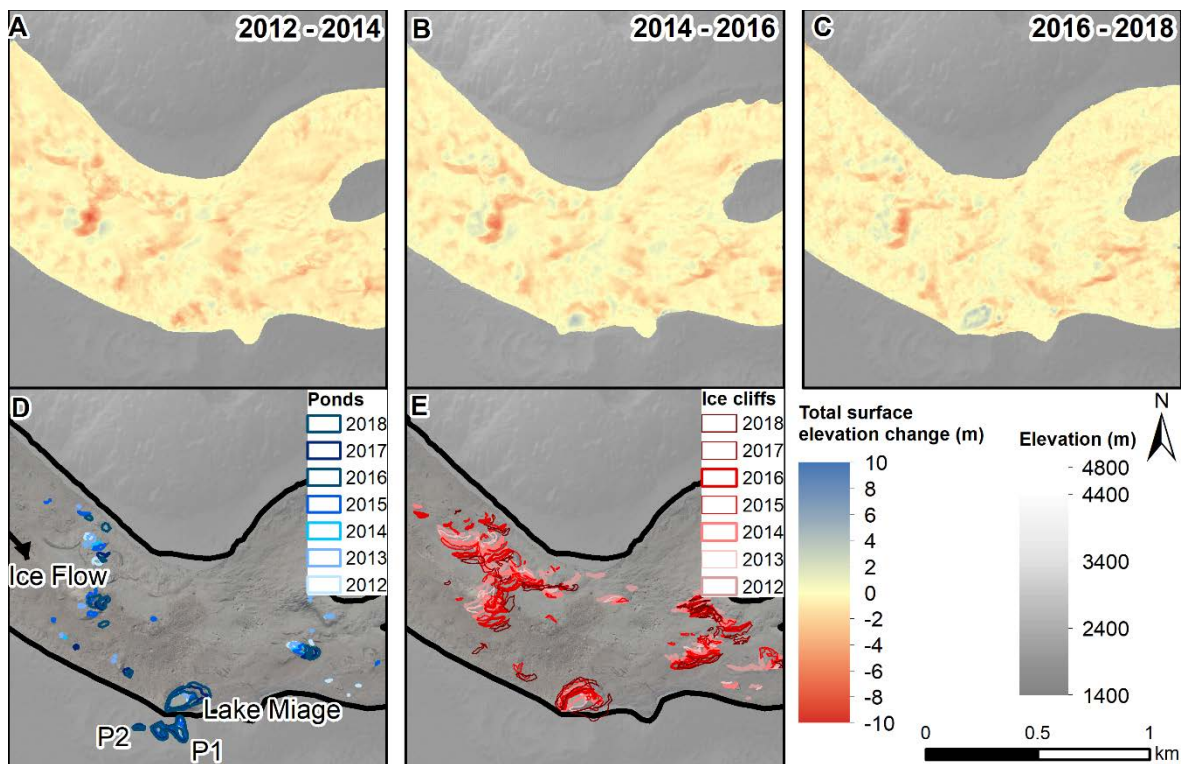 A
2012 - 2014
B
2014 - 2016
C
2016 - 2018
D
Ponds
2018
2017
2016
2015
2014
2013
2012
Ice Flow
Lake Miage
P2
P1
E
Ice cliffs
2018
2017
2016
2015
2014
2013
2012
Total surface
elevation change (m)
10
8
6
4
2
0
-2
-4
-6
-8
-10
Elevation (m)
4800
4400
3400
2400
1400
N
0
0.5
1
km